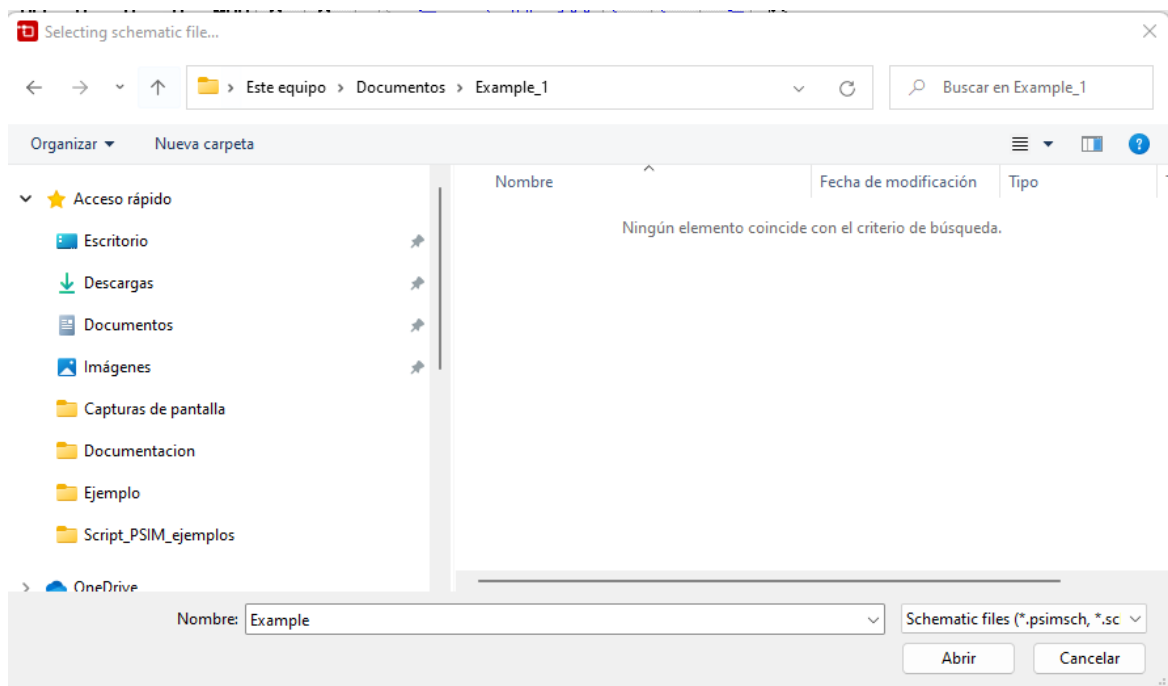 Selecting schematic file...
Este equipo > Documentos > Example_1
Buscar en Example_1
Organizar
Nueva carpeta
Nombre
Fecha de modificación
Tipo
Acceso rápido
Ningún elemento coincide con el criterio de búsqueda.
Escritorio
Descargas
Documentos
Imágenes
Capturas de pantalla
Documentacion
Ejemplo
Script_PSIM_ejemplos
OneDrive
Nombre: Example
Schematic files (*.psimsch, *.sc
Abrir
Cancelar